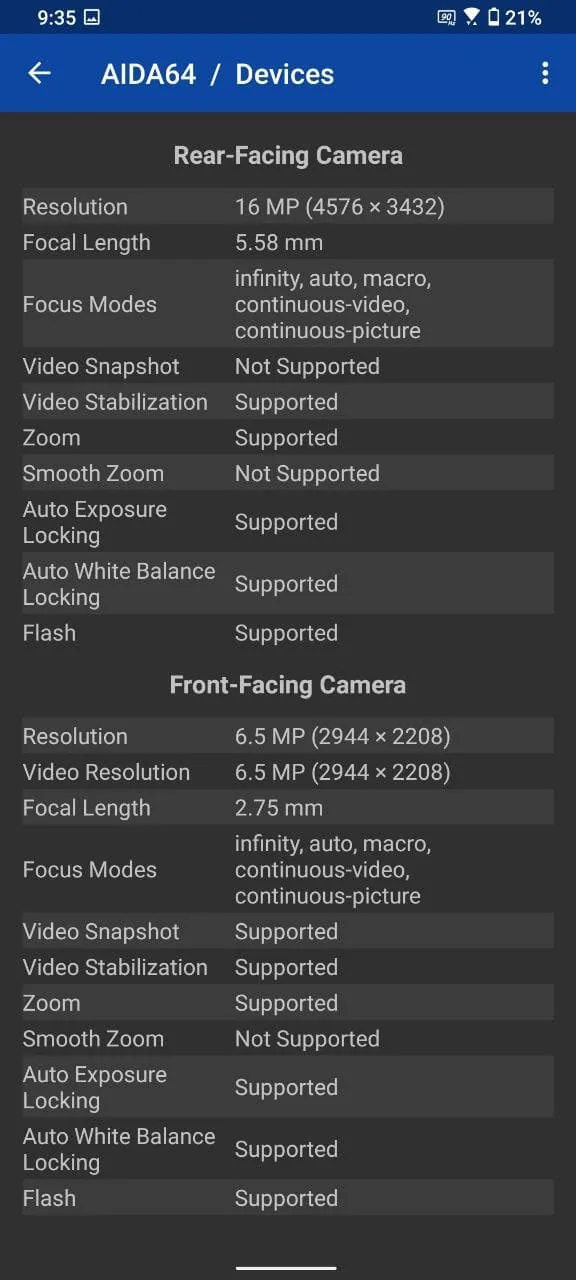 9:35 90Hz 21%
AIDA64 / Devices
Rear-Facing Camera
Resolution 16 MP (4576 × 3432)
Focal Length 5.58 mm
Focus Modes infinity, auto, macro,
continuous-video,
continuous-picture
Video Snapshot Not Supported
Video Stabilization Supported
Zoom Supported
Smooth Zoom Not Supported
Auto Exposure
Locking Supported
Auto White Balance
Locking Supported
Flash Supported
Front-Facing Camera
Resolution 6.5 MP (2944 × 2208)
Video Resolution 6.5 MP (2944 × 2208)
Focal Length 2.75 mm
Focus Modes infinity, auto, macro,
continuous-video,
continuous-picture
Video Snapshot Supported
Video Stabilization Supported
Zoom Supported
Smooth Zoom Not Supported
Auto Exposure
Locking Supported
Auto White Balance
Locking Supported
Flash Supported